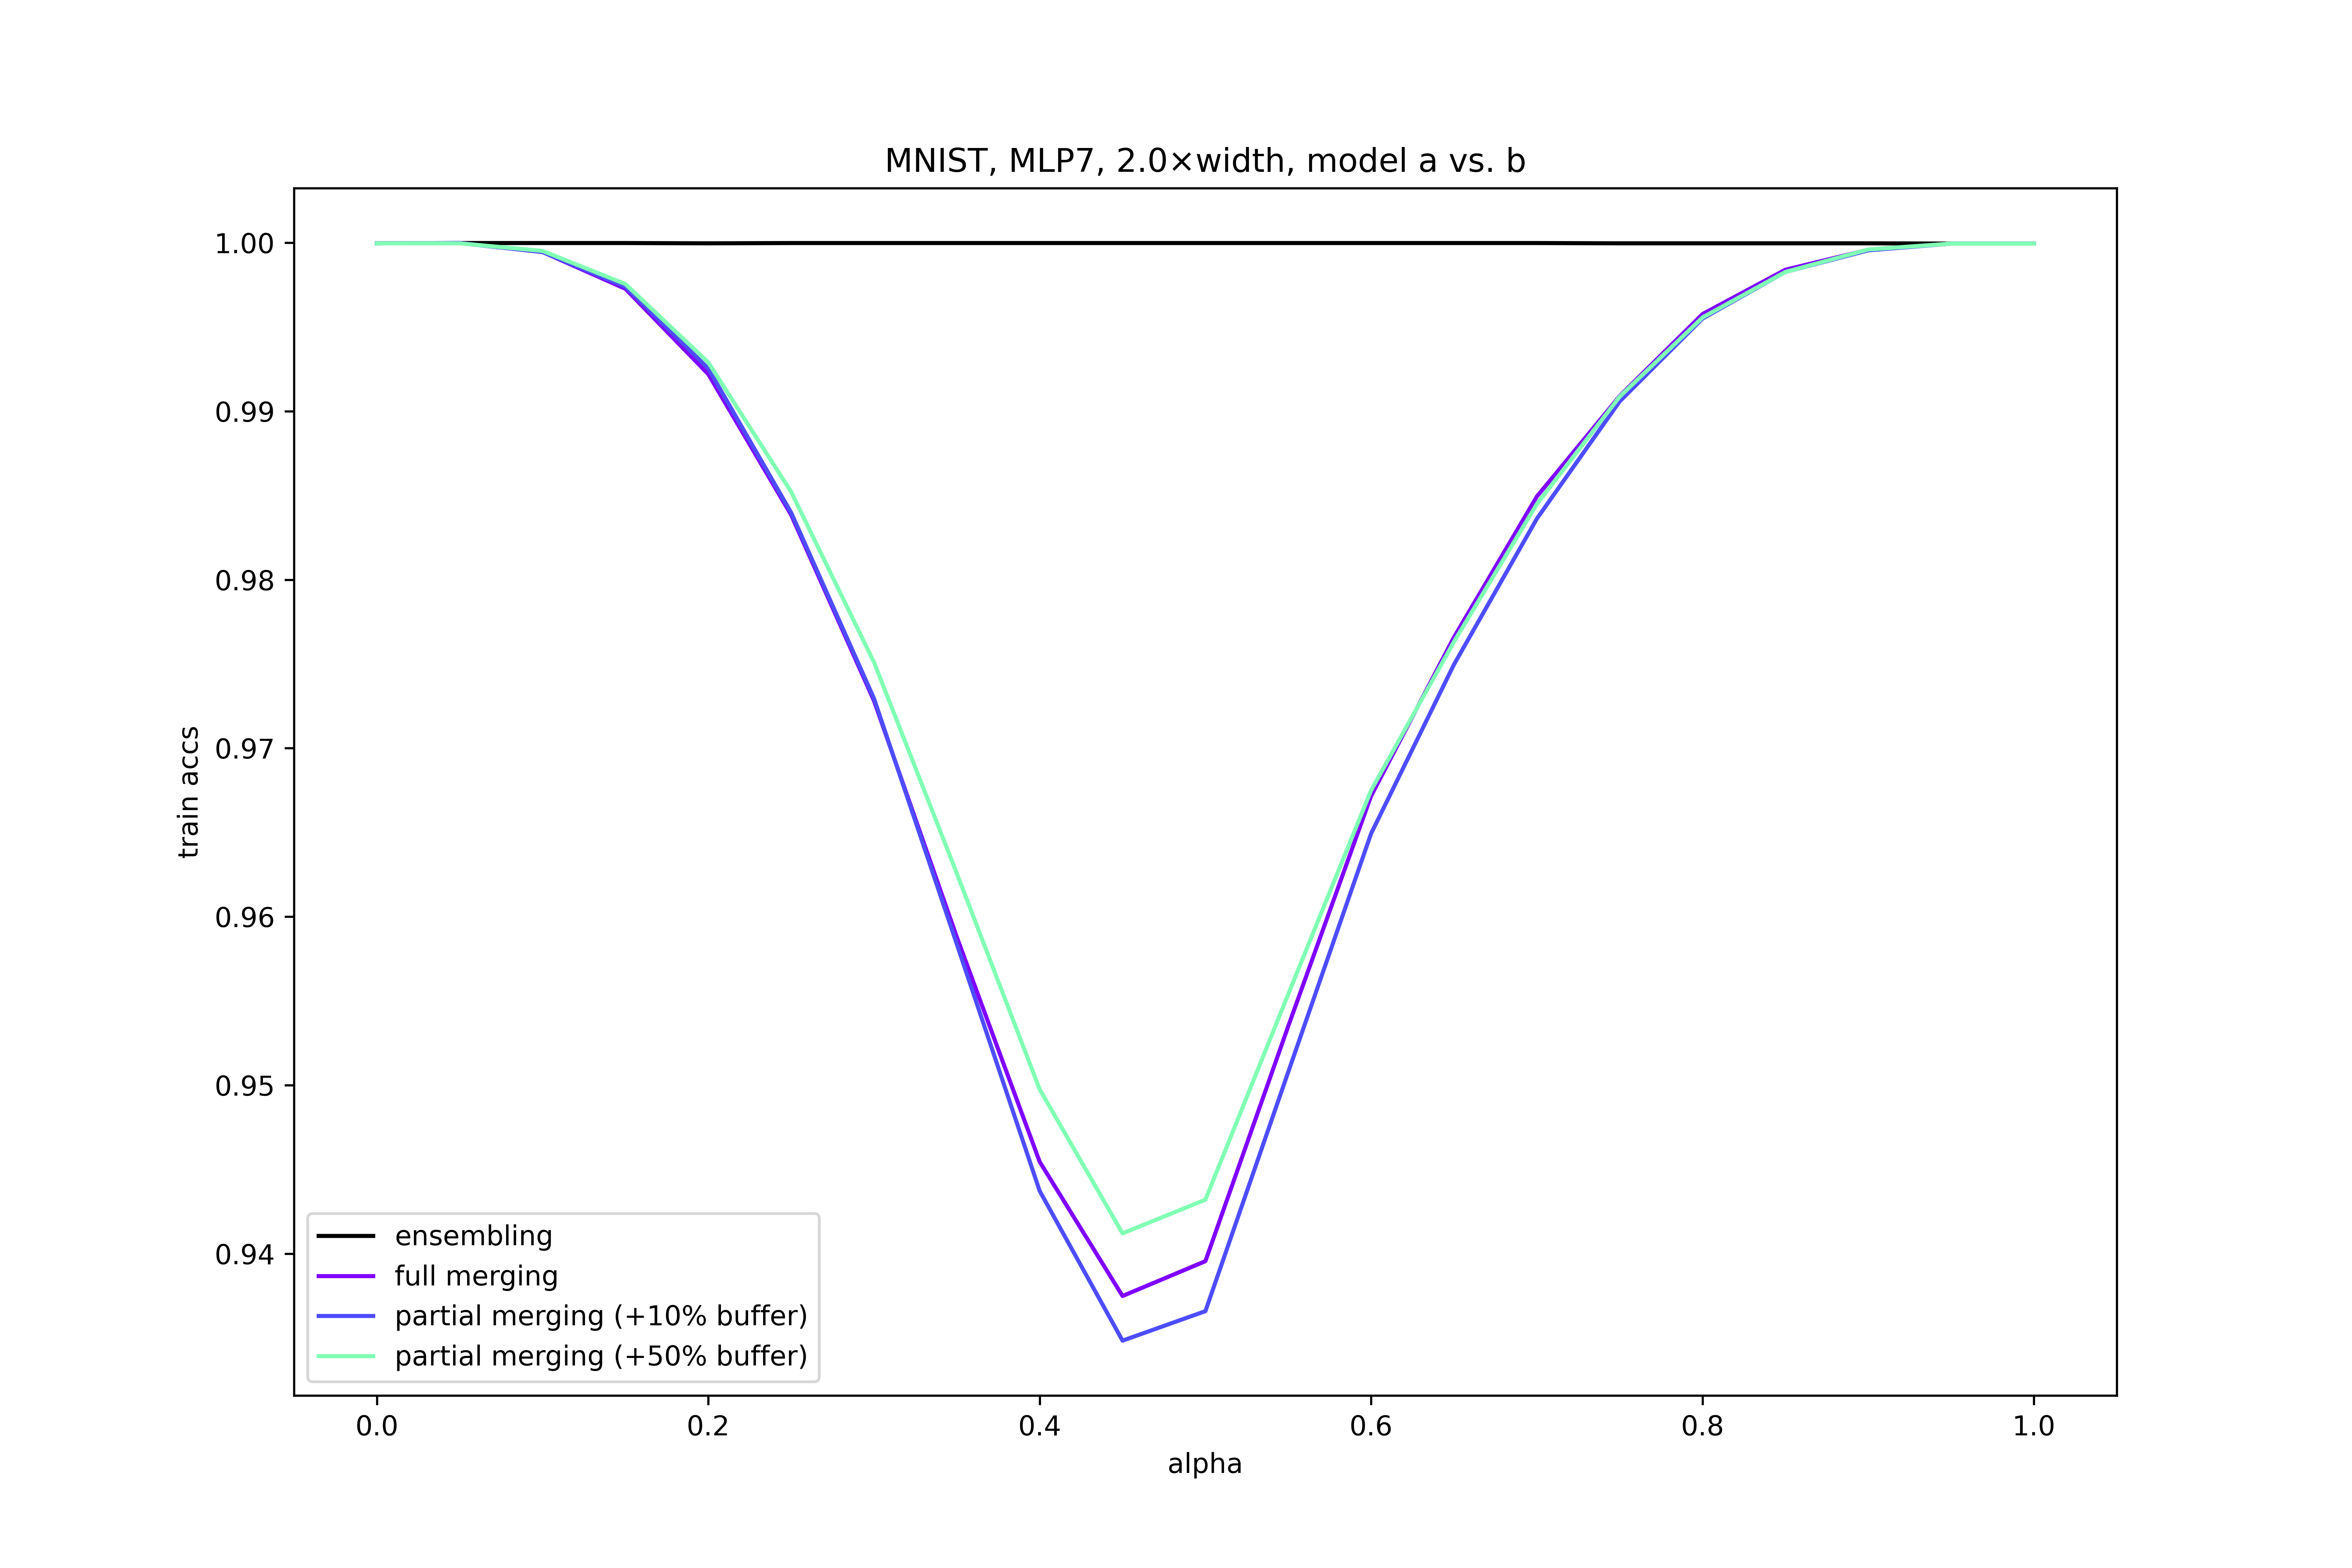 MNIST, MLP7, 2.0×width, model a vs. b
1.00
0.99
0.98
0.97
0.96
0.95
0.94
train accs
ensembling
full merging
partial merging (+10% buffer)
partial merging (+50% buffer)
0.0 0.2 0.4 0.6 0.8 1.0
alpha